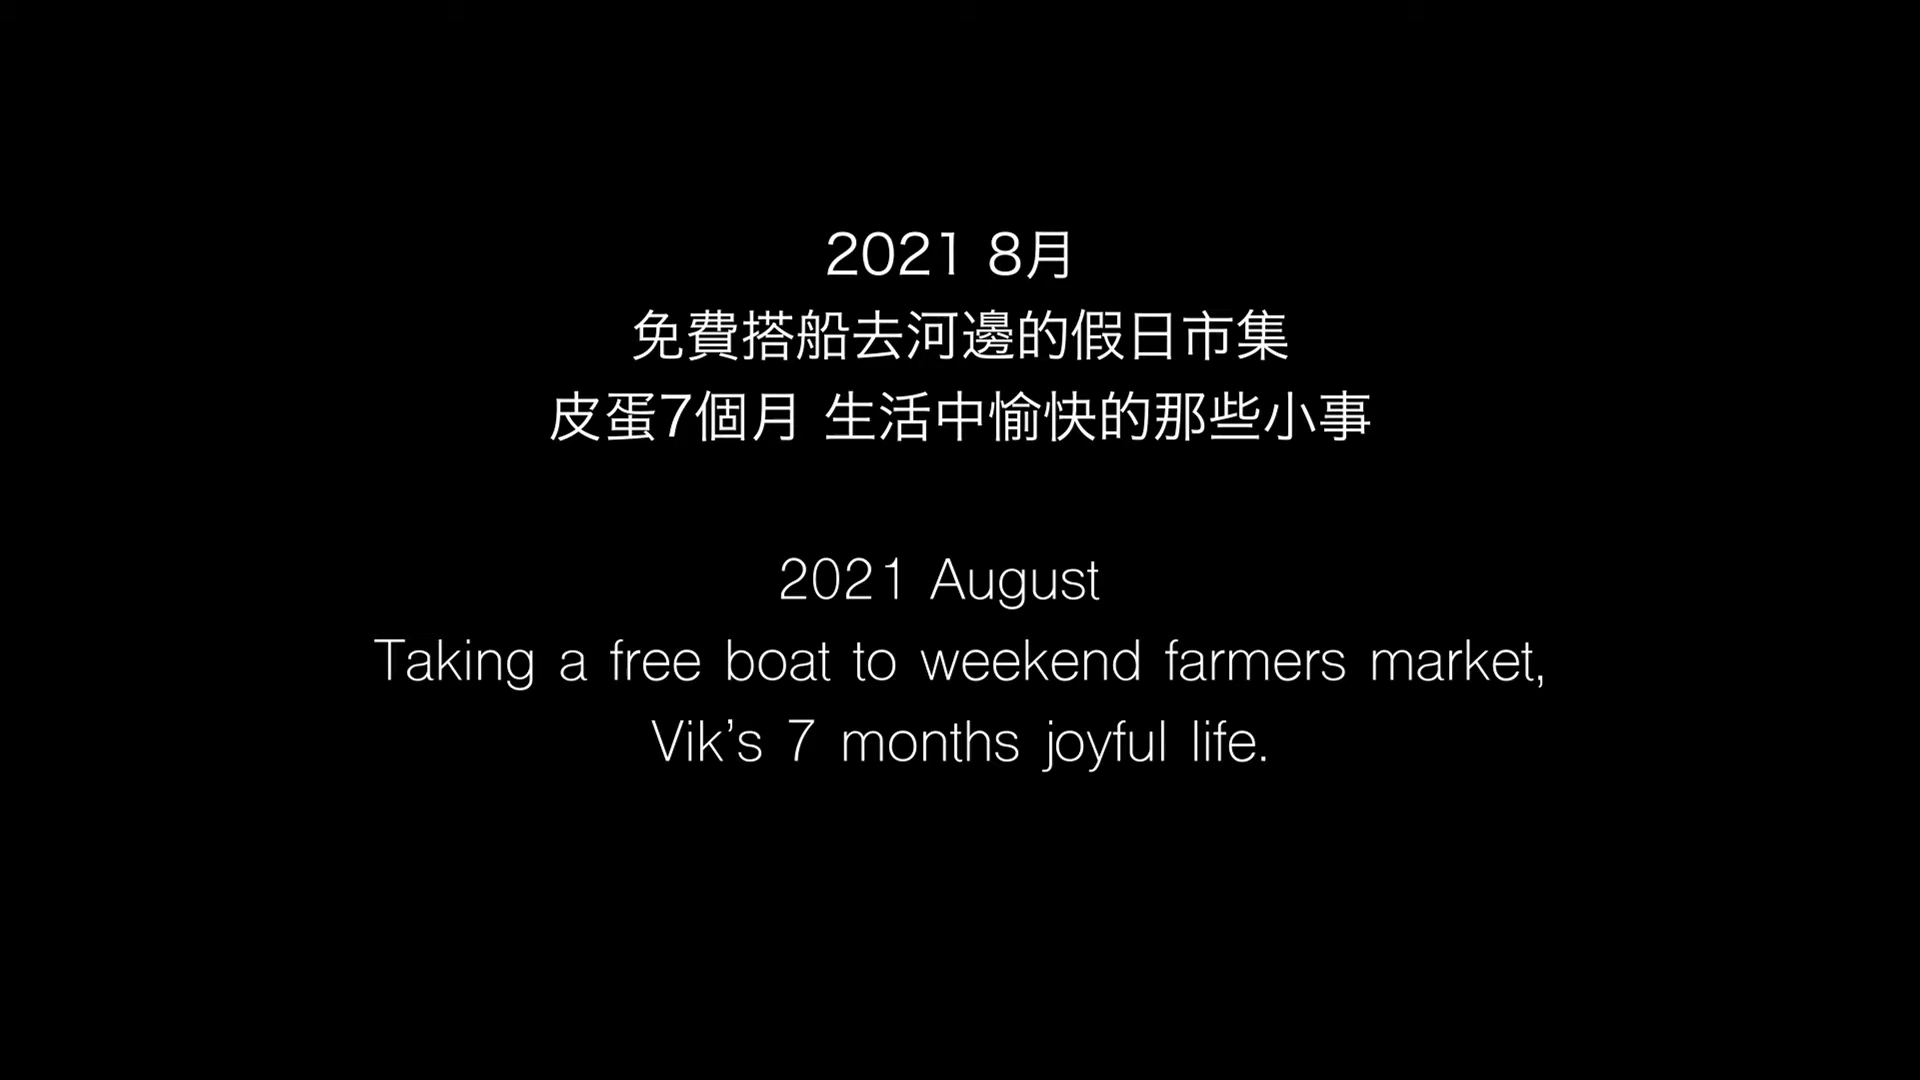 2021 8月
免費搭船去河邊的假日市集
皮蛋7個月 生活中愉快的那些小事
2021 August
Taking a free boat to weekend farmers market,
Vik’s 7 months joyful life.